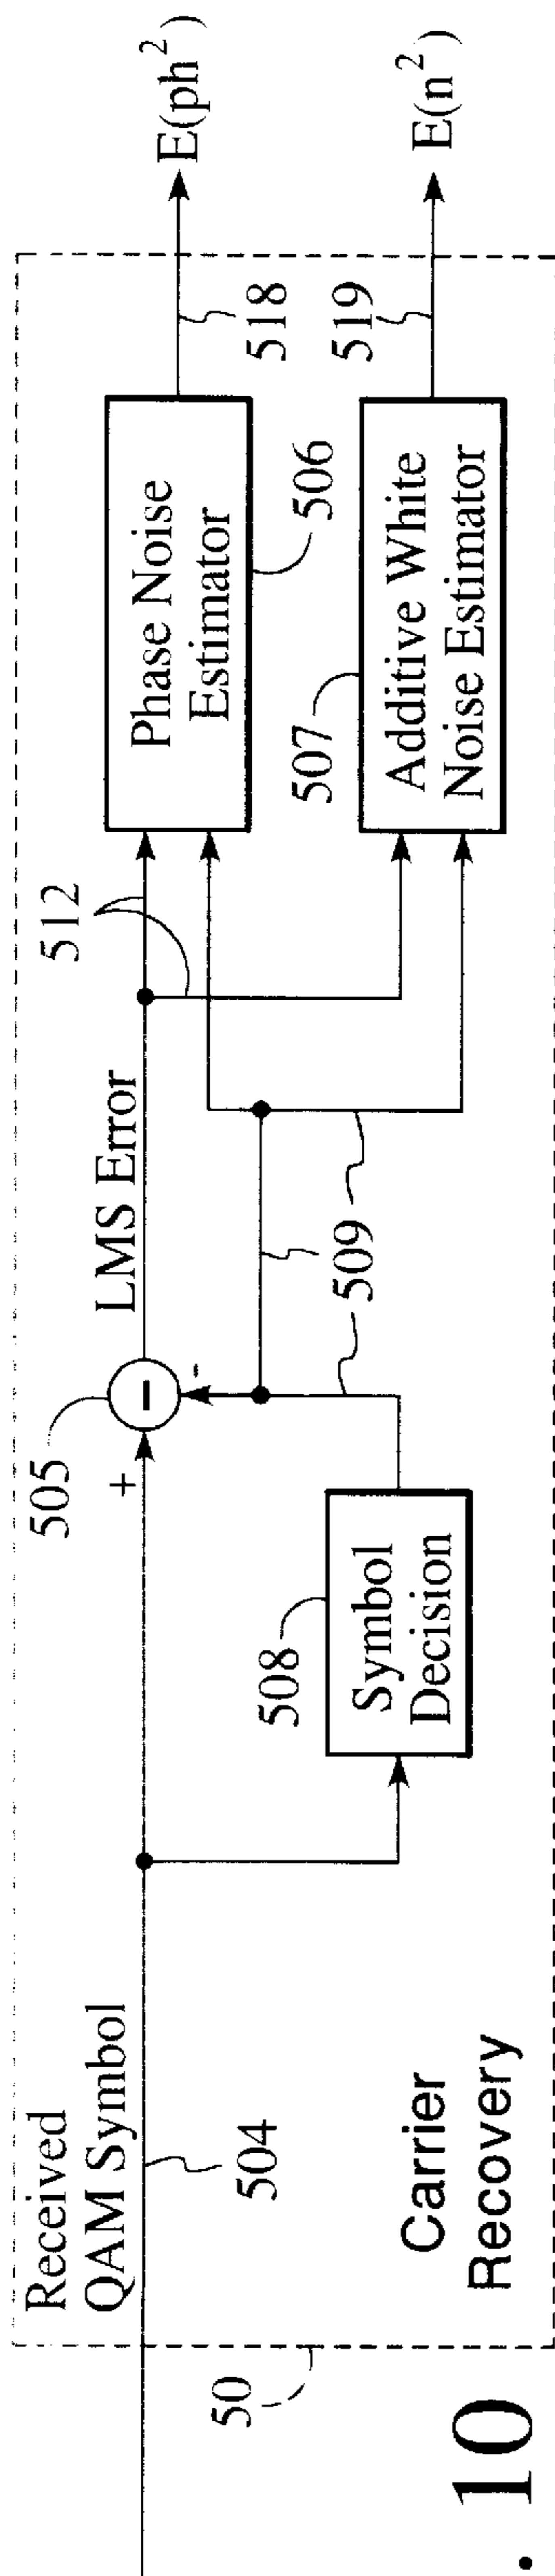 Received
QAM Symbol
504
505
+
-
LMS Error
512
Phase Noise
Estimator
506
518
E(ph²)
508
Symbol
Decision
509
507
Additive White
Noise Estimator
519
E(n²)
Carrier
Recovery
50
. 10